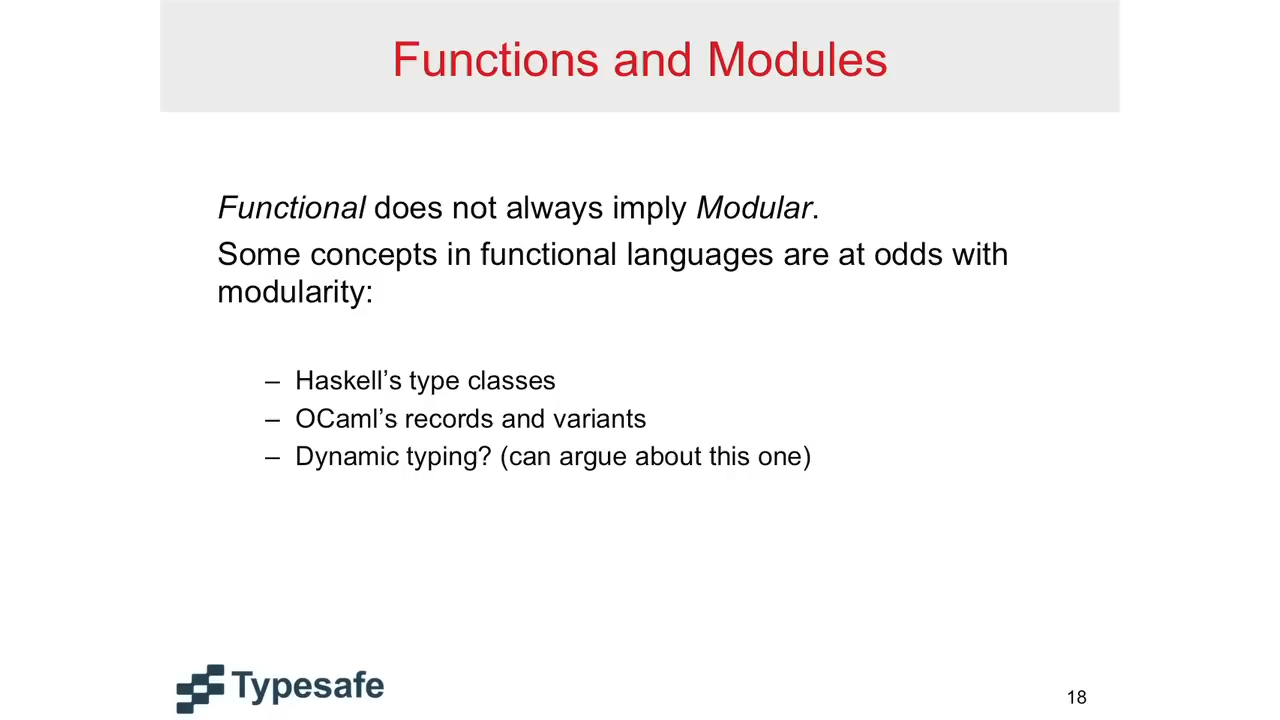 Functions and Modules
Functional does not always imply Modular.
Some concepts in functional languages are at odds with
modularity:
– Haskell’s type classes
– OCaml’s records and variants
– Dynamic typing? (can argue about this one)
Typesafe
18